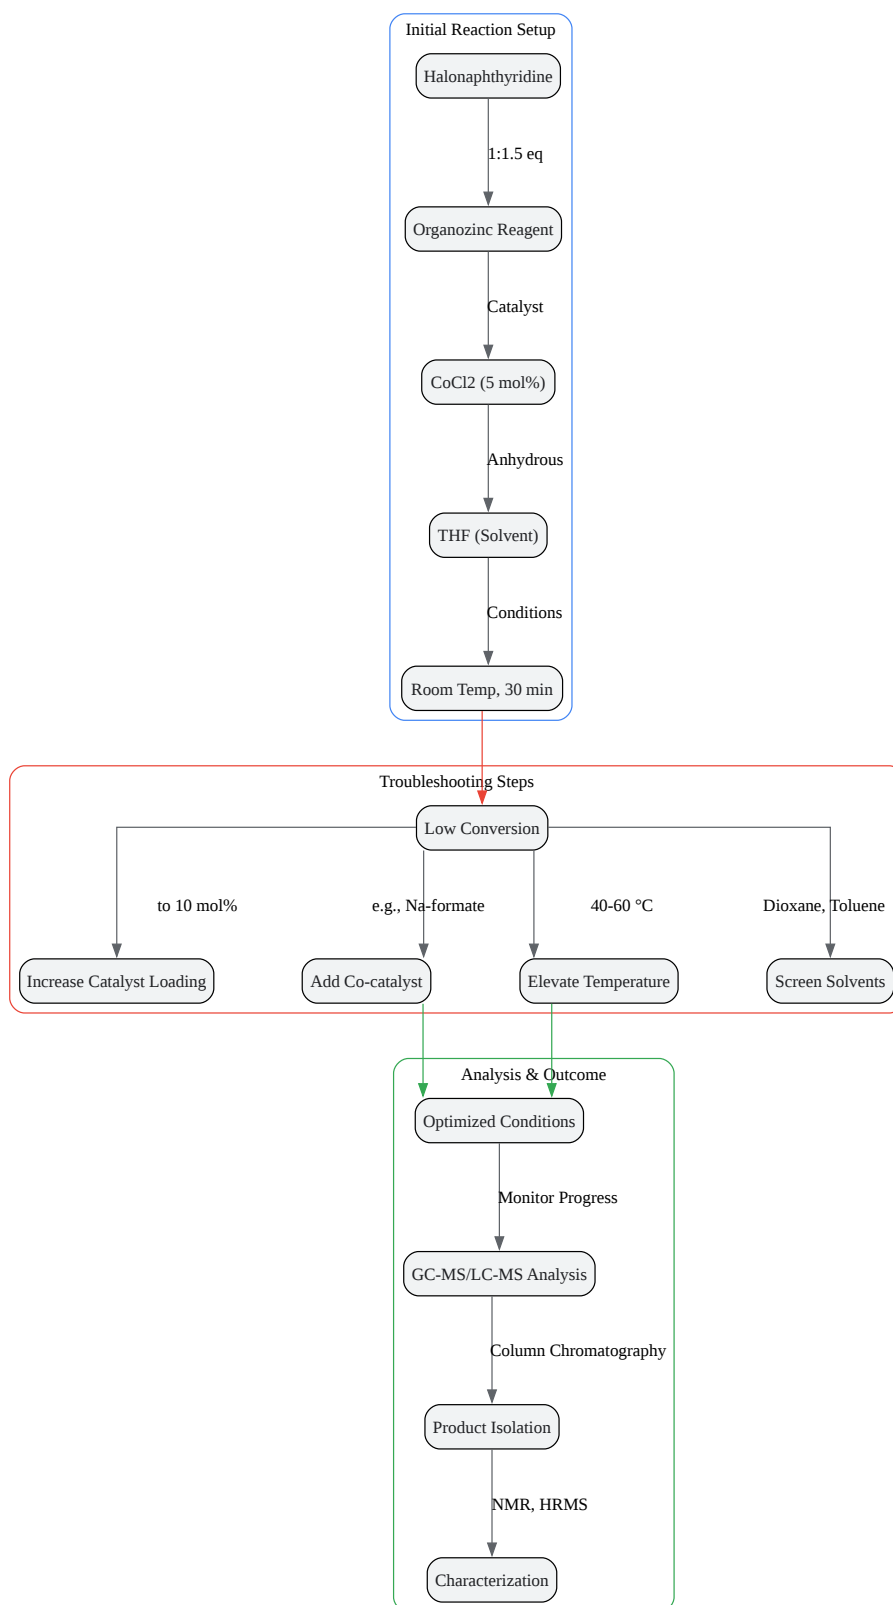 Initial Reaction Setup
Halonaphthyridine
1:1.5 eq
Organozinc Reagent
Catalyst
CoCl2 (5 mol%)
Anhydrous
THF (Solvent)
Conditions
Room Temp, 30 min
Troubleshooting Steps
Low Conversion
to 10 mol%
e.g., Na-formate
40-60 °C
Dioxane, Toluene
Increase Catalyst Loading
Add Co-catalyst
Elevate Temperature
Screen Solvents
Analysis & Outcome
Optimized Conditions
Monitor Progress
GC-MS/LC-MS Analysis
Column Chromatography
Product Isolation
NMR, HRMS
Characterization